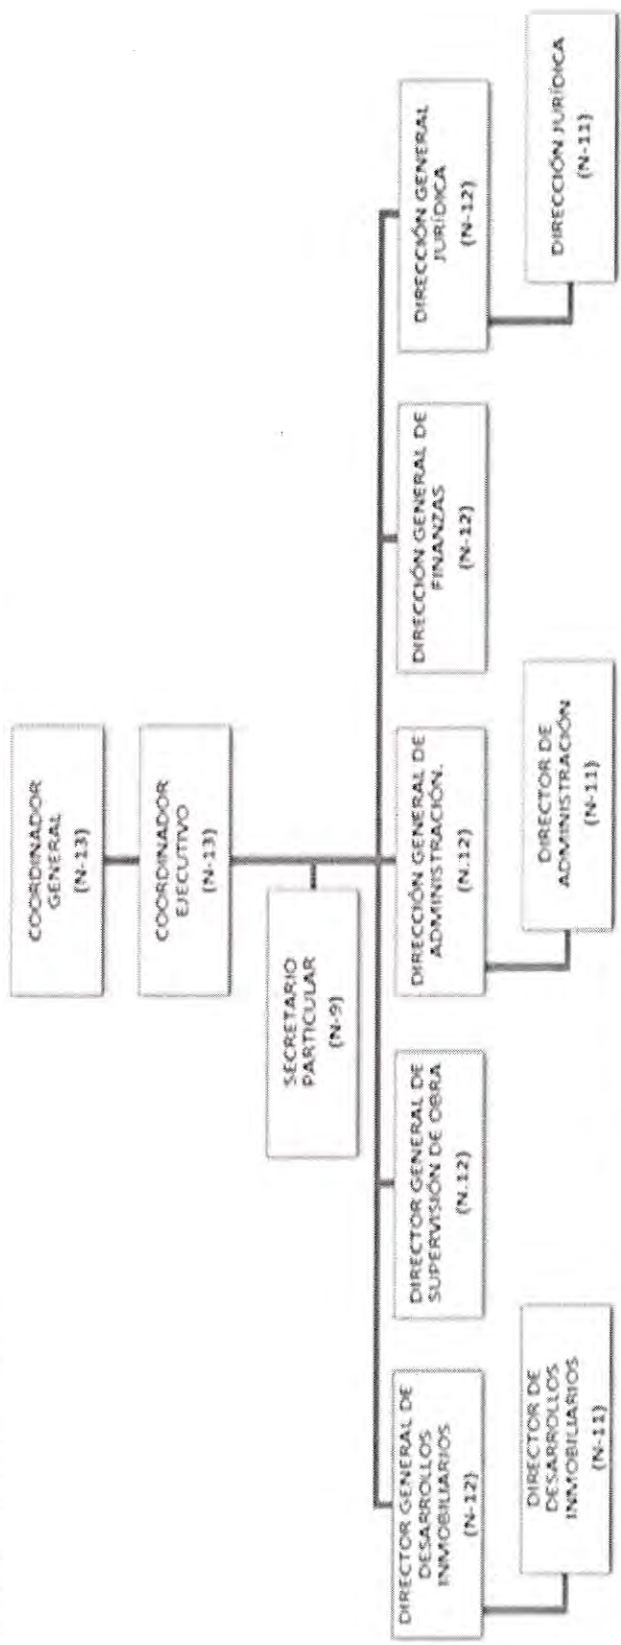 COORDINADOR
GENERAL
(N-13)
COORDINADOR
EJECUTIVO
(N-13)
SECRETARIO
PARTICULAR
(N-9)
DIRECTOR GENERAL DE
DESARROLLOS
INMOBILIARIOS
(N-12)
DIRECTOR GENERAL DE
SUPERVISIÓN DE OBRA
(N.12)
DIRECCIÓN GENERAL DE
ADMINISTRACIÓN.
(N.12)
DIRECCIÓN GENERAL DE
FINANZAS
(N-12)
DIRECCIÓN GENERAL
JURÍDICA
(N-12)
DIRECTOR DE
DESARROLLOS
INMOBILIARIOS
(N-11)
DIRECTOR DE
ADMINISTRACIÓN
(N-11)
DIRECCIÓN JURÍDICA
(N-11)